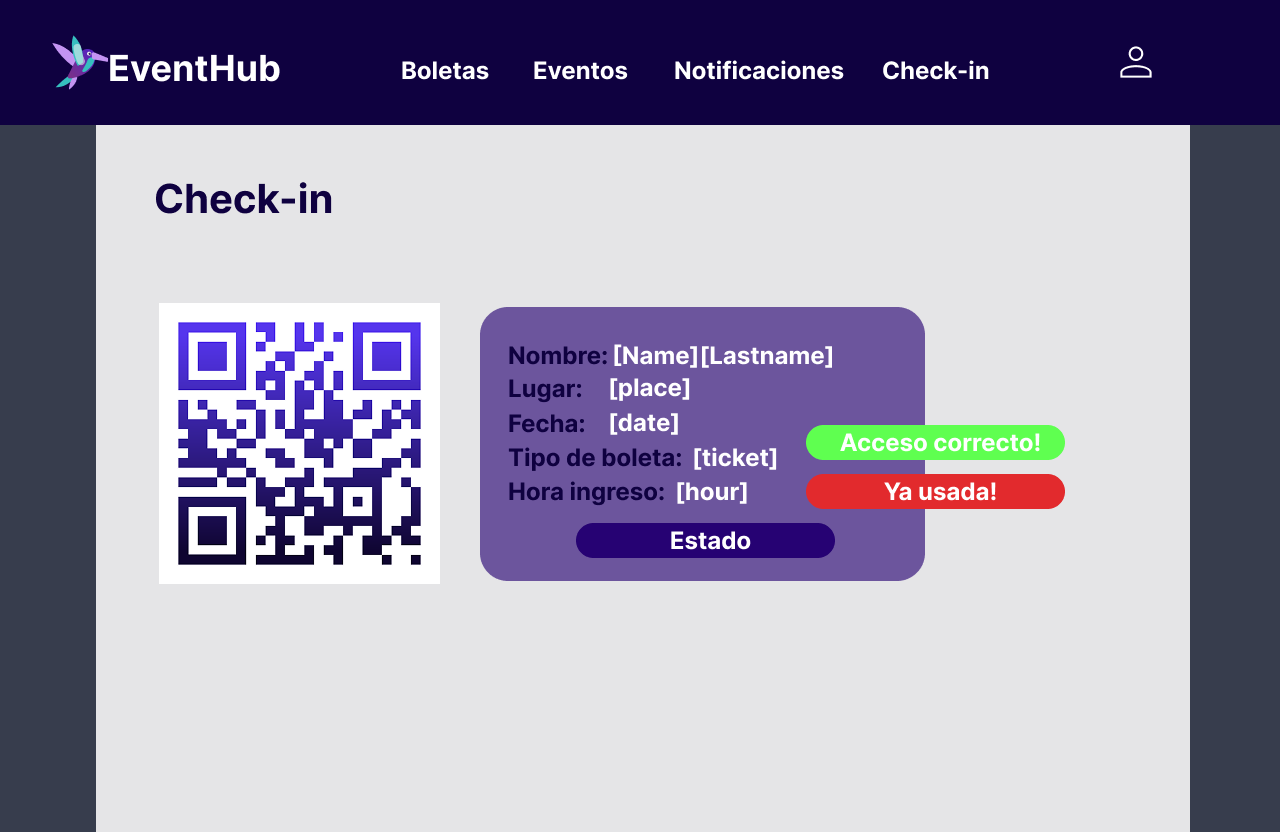 EventHub
Boletas Eventos Notificaciones Check-in
Check-in
Nombre: [Name][Lastname]
Lugar: [place]
Fecha: [date]
Acceso correcto!
Tipo de boleta: [ticket]
Hora ingreso: [hour]
Ya usada!
Estado